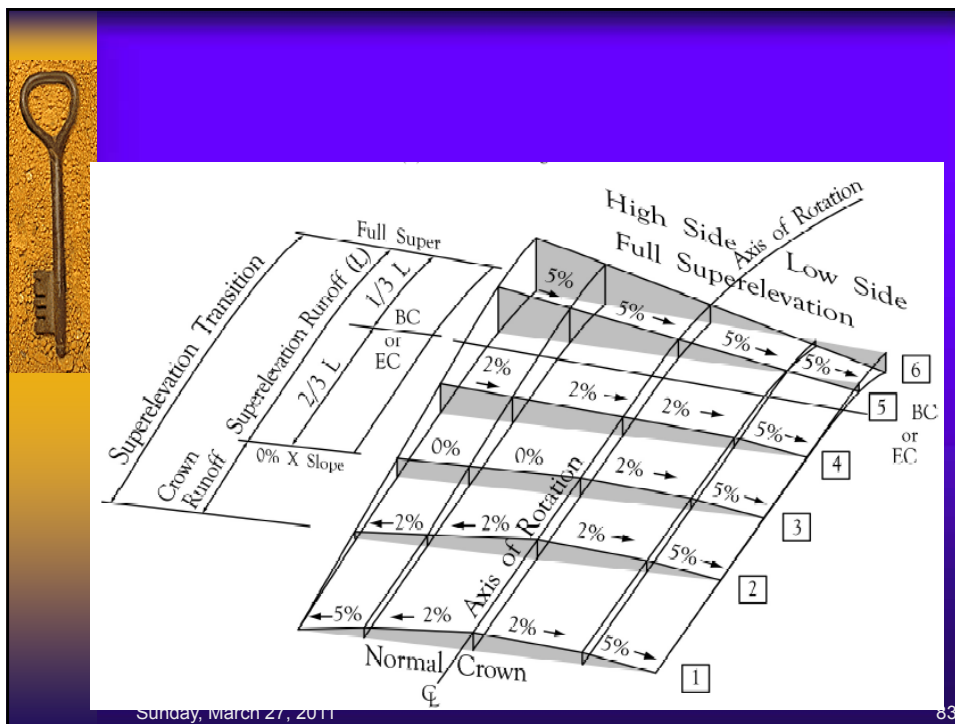 High Side
Low Side
Axis of Rotation
Full Superelevation
Full Super
Superelevation Transition
Superelevation Runoff (L)
1/3 L
BC
or
EC
2/3 L
0% X Slope
Crown
Runoff
5%
5%
5%
5%
6
5
BC
or
EC
2%
2%
2%
5%
4
0%
0%
2%
5%
3
2%
2%
2%
5%
2
Axis of Rotation
5%
2%
2%
5%
1
Normal Crown
℄
Sunday, March 27, 2011
83